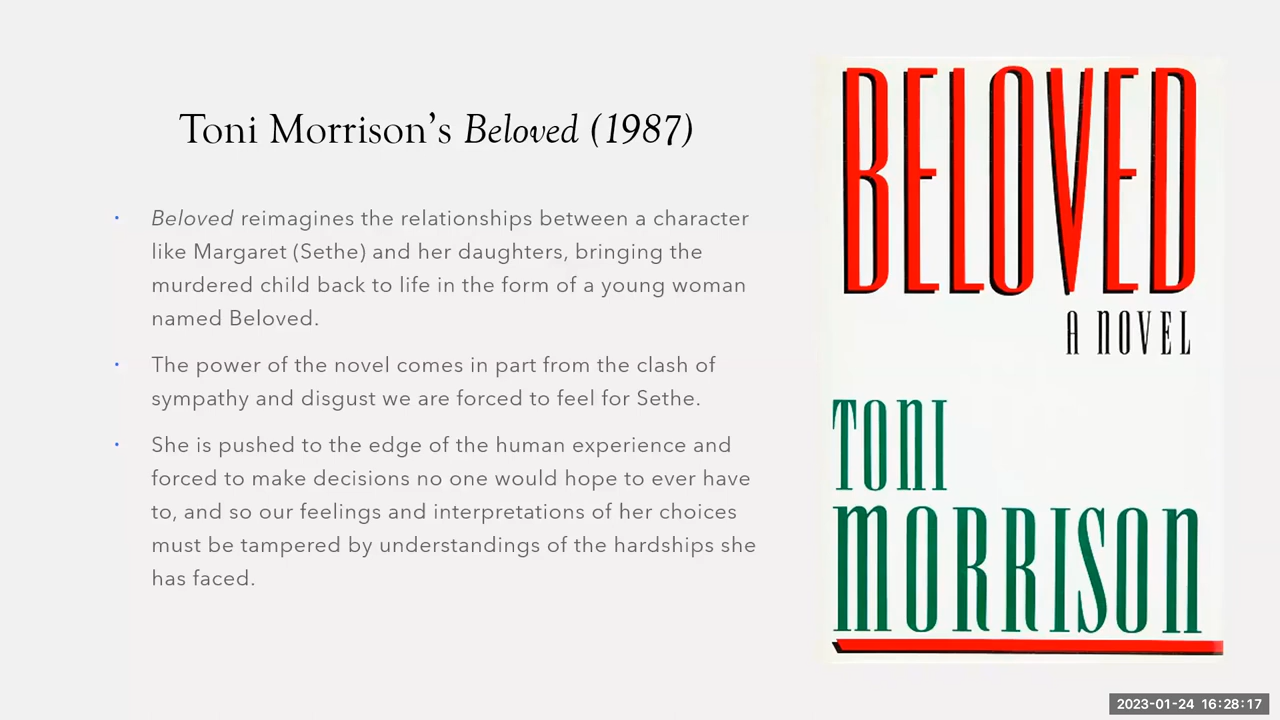 Toni Morrison’s Beloved (1987)
Beloved reimagines the relationships between a character
like Margaret (Sethe) and her daughters, bringing the
murdered child back to life in the form of a young woman
named Beloved.
The power of the novel comes in part from the clash of
sympathy and disgust we are forced to feel for Sethe.
She is pushed to the edge of the human experience and
forced to make decisions no one would hope to ever have
to, and so our feelings and interpretations of her choices
must be tampered by understandings of the hardships she
has faced.
BELOVED
A NOVEL
TONI
MORRISON
2023-01-24 16:28:17